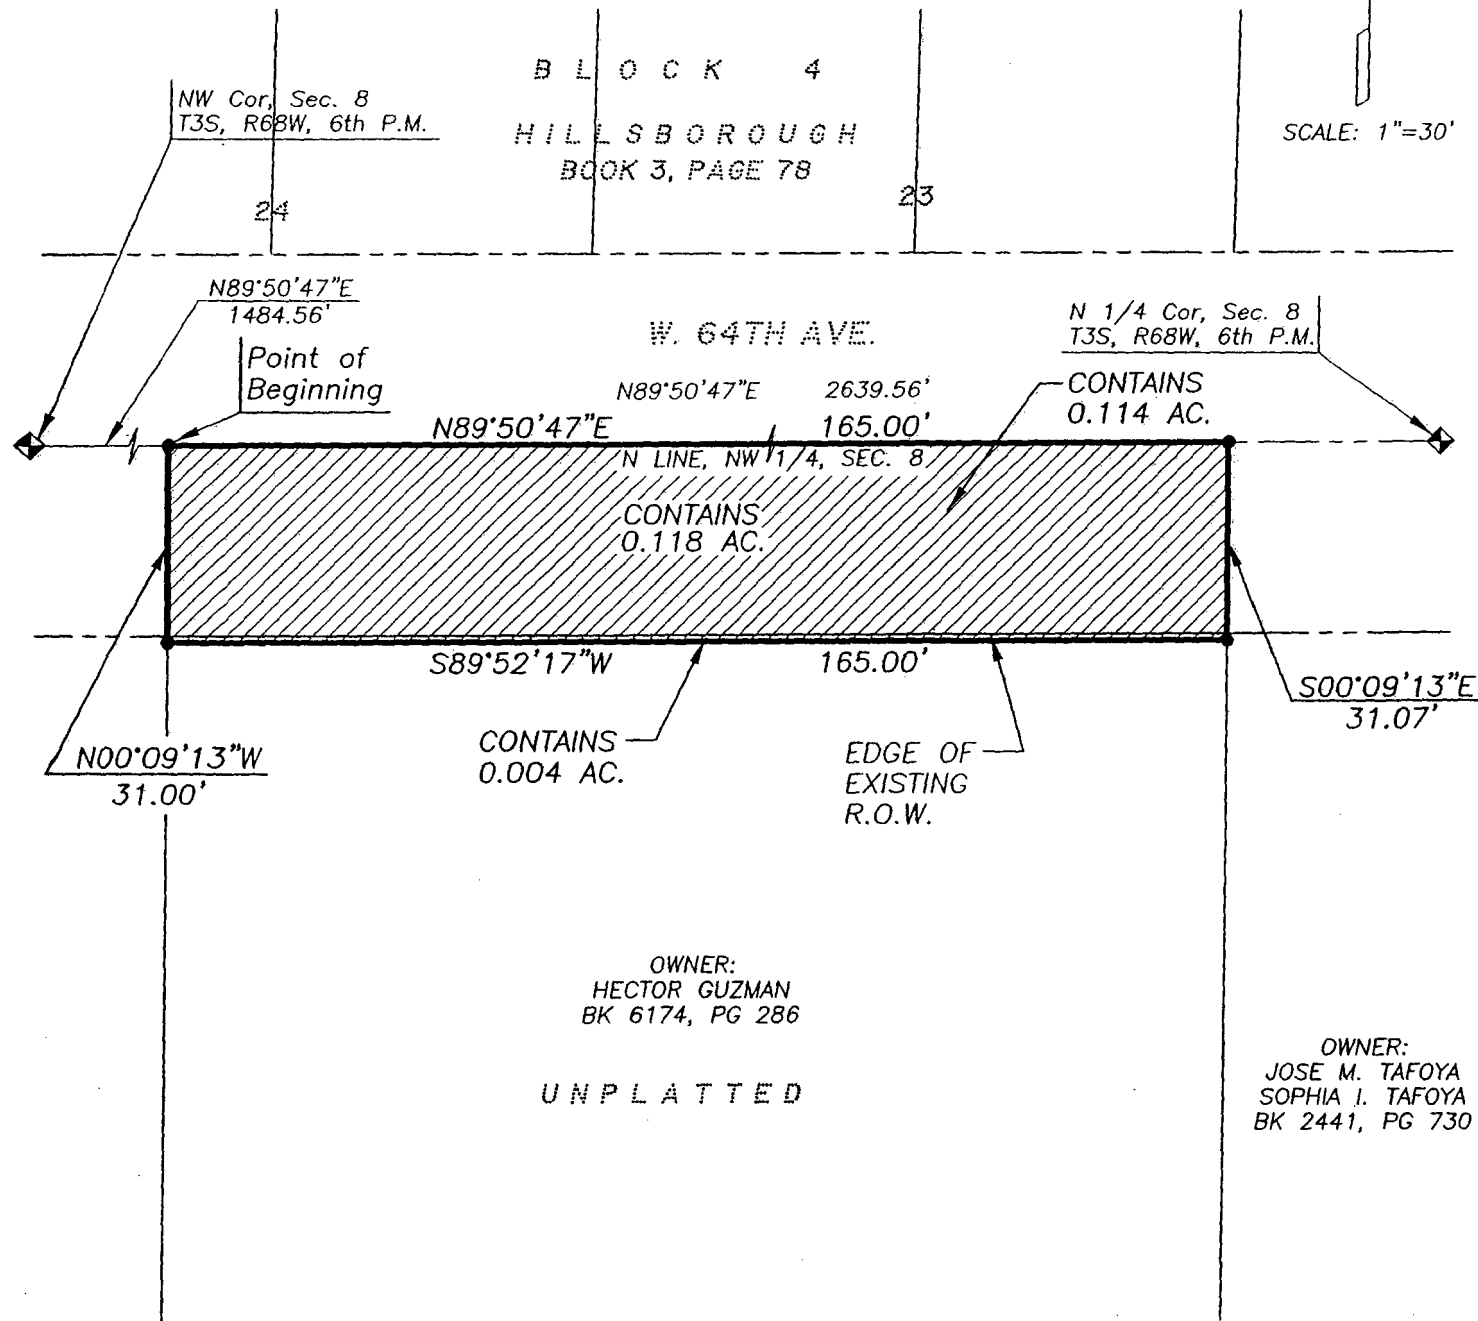 BLOCK 4
HILLSBOROUGH
BOOK 3, PAGE 78
NW Cor, Sec. 8
T3S, R68W, 6th P.M.
SCALE: 1"=30'
24
23
N89°50'47"E
1484.56'
Point of
Beginning
W. 64TH AVE.
N 1/4 Cor, Sec. 8
T3S, R68W, 6th P.M.
N89°50'47"E 2639.56'
CONTAINS
0.114 AC.
N89°50'47"E 165.00'
N LINE, NW 1/4, SEC. 8
CONTAINS
0.118 AC.
S89°52'17"W 165.00'
S00°09'13"E
31.07'
N00°09'13"W
31.00'
CONTAINS
0.004 AC.
EDGE OF
EXISTING
R.O.W.
OWNER:
HECTOR GUZMAN
BK 6174, PG 286
UNPLATTED
OWNER:
JOSE M. TAFOYA
SOPHIA I. TAFOYA
BK 2441, PG 730